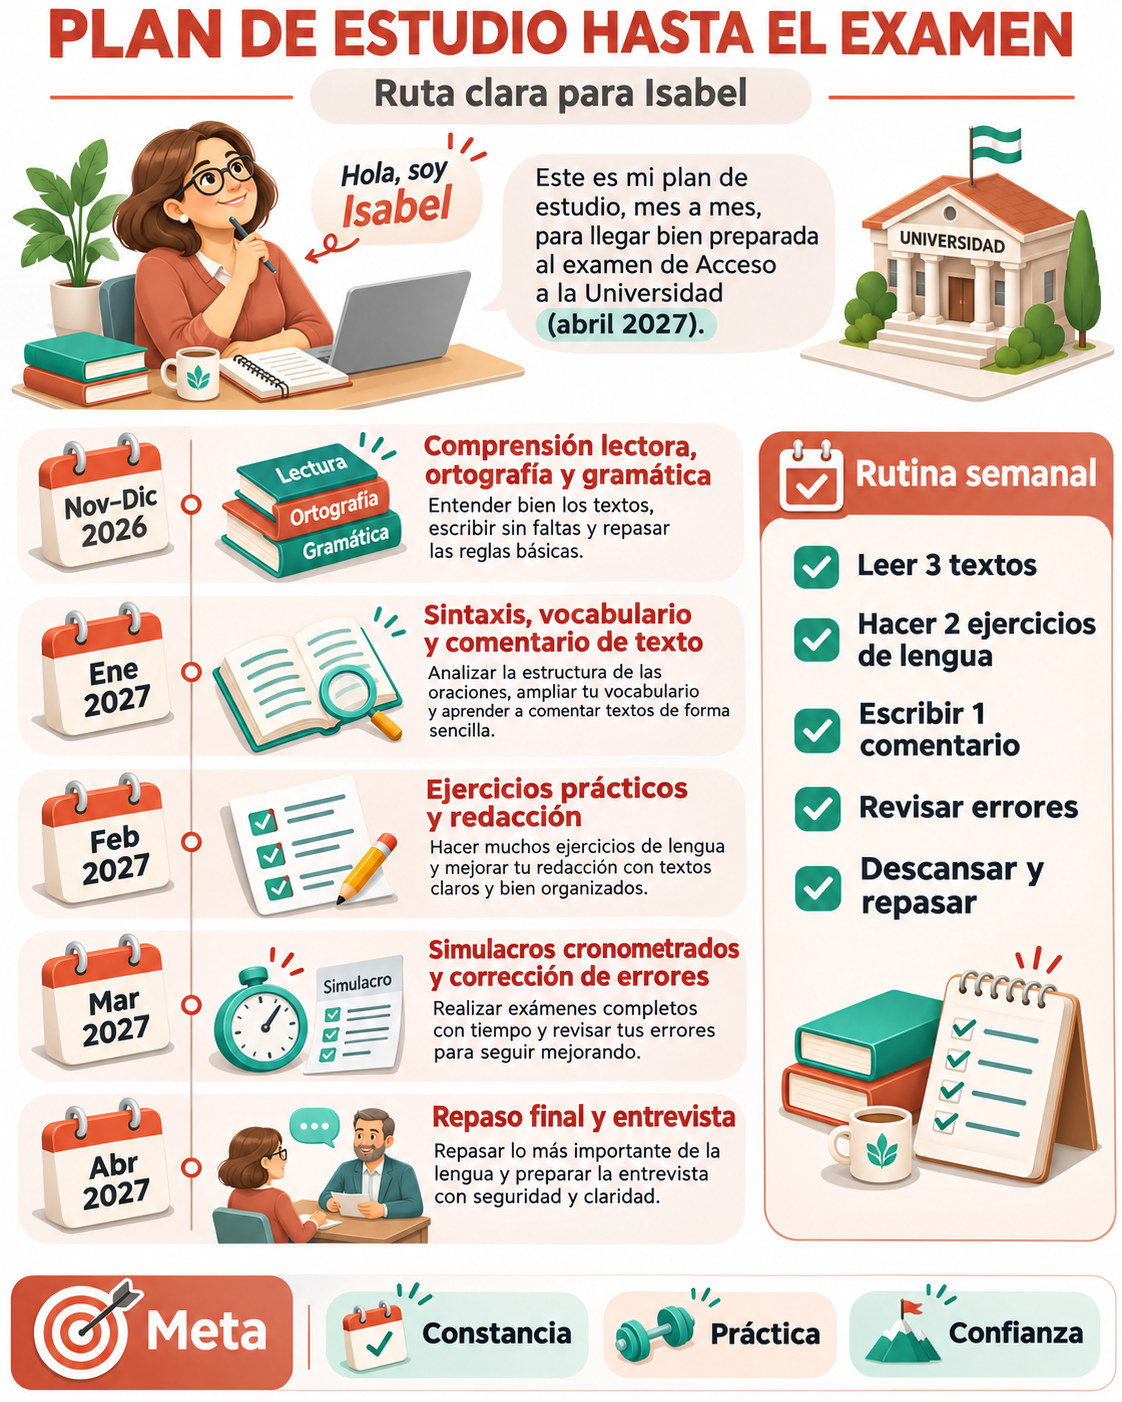 PLAN DE ESTUDIO HASTA EL EXAMEN
Ruta clara para Isabel
Hola, soy
Isabel
Este es mi plan de
estudio, mes a mes,
para llegar bien preparada
al examen de Acceso
a la Universidad
(abril 2027).
UNIVERSIDAD
Nov-Dic
2026
Lectura
Ortografía
Gramática
Comprensión lectora,
ortografía y gramática
Entender bien los textos,
escribir sin faltas y repasar
las reglas básicas.
Ene
2027
Sintaxis, vocabulario
y comentario de texto
Analizar la estructura de las
oraciones, ampliar tu vocabulario
y aprender a comentar textos de forma
sencilla.
Feb
2027
Ejercicios prácticos
y redacción
Hacer muchos ejercicios de lengua
y mejorar tu redacción con textos
claros y bien organizados.
Mar
2027
Simulacro
Simulacros cronometrados
y corrección de errores
Realizar exámenes completos
con tiempo y revisar tus errores
para seguir mejorando.
Abr
2027
Repaso final y entrevista
Repasar lo más importante de la
lengua y preparar la entrevista
con seguridad y claridad.
Rutina semanal
Leer 3 textos
Hacer 2 ejercicios
de lengua
Escribir 1
comentario
Revisar errores
Descansar y
repasar
Meta
Constancia
Práctica
Confianza